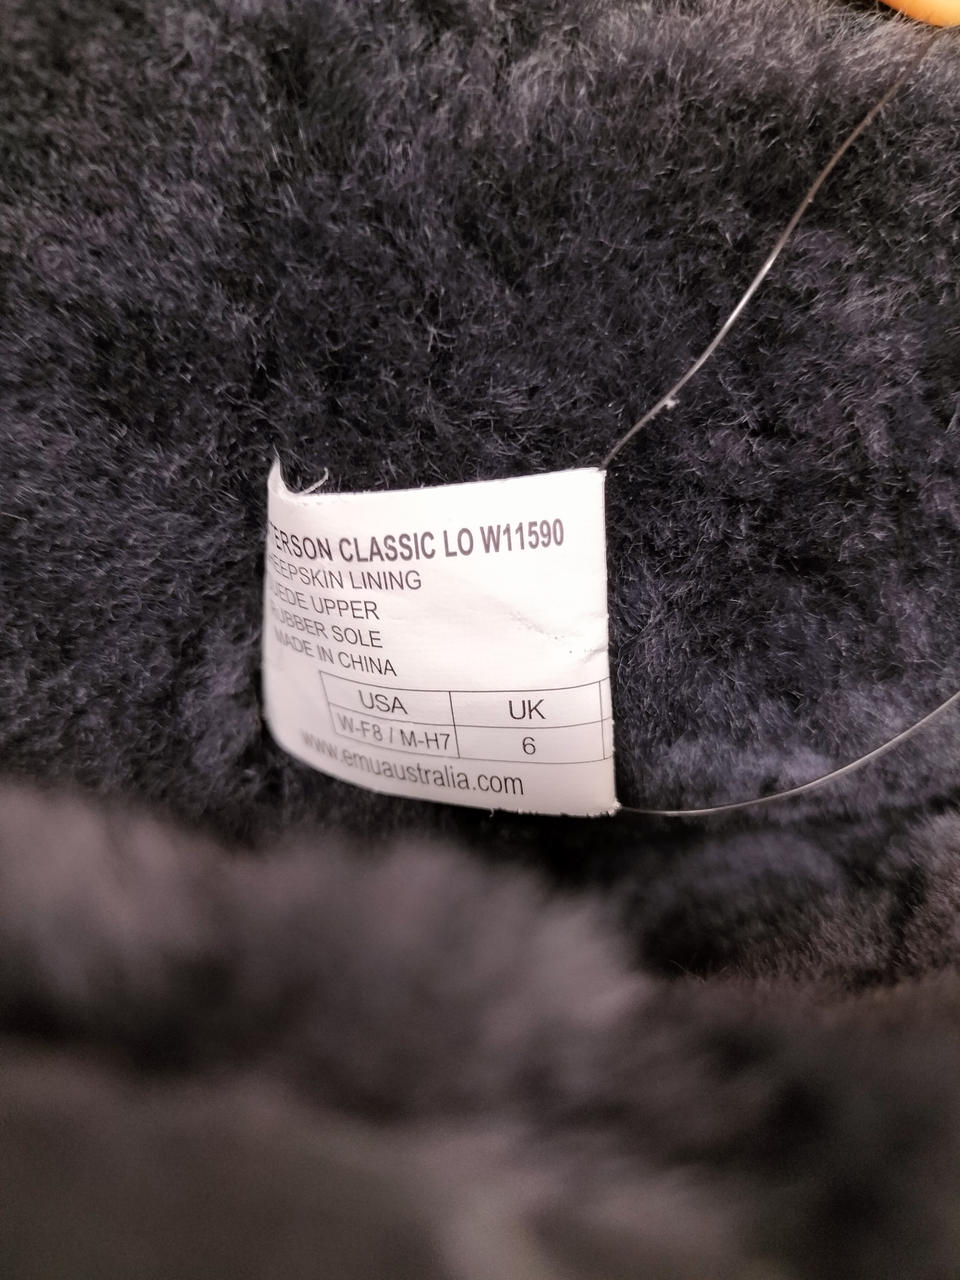 TERSON CLASSIC LO W11590
HEEPSKIN LINING
UEDE UPPER
RUBBER SOLE
MADE IN CHINA
USA UK
W-F8 / M-H7 6
www.emuaustralia.com